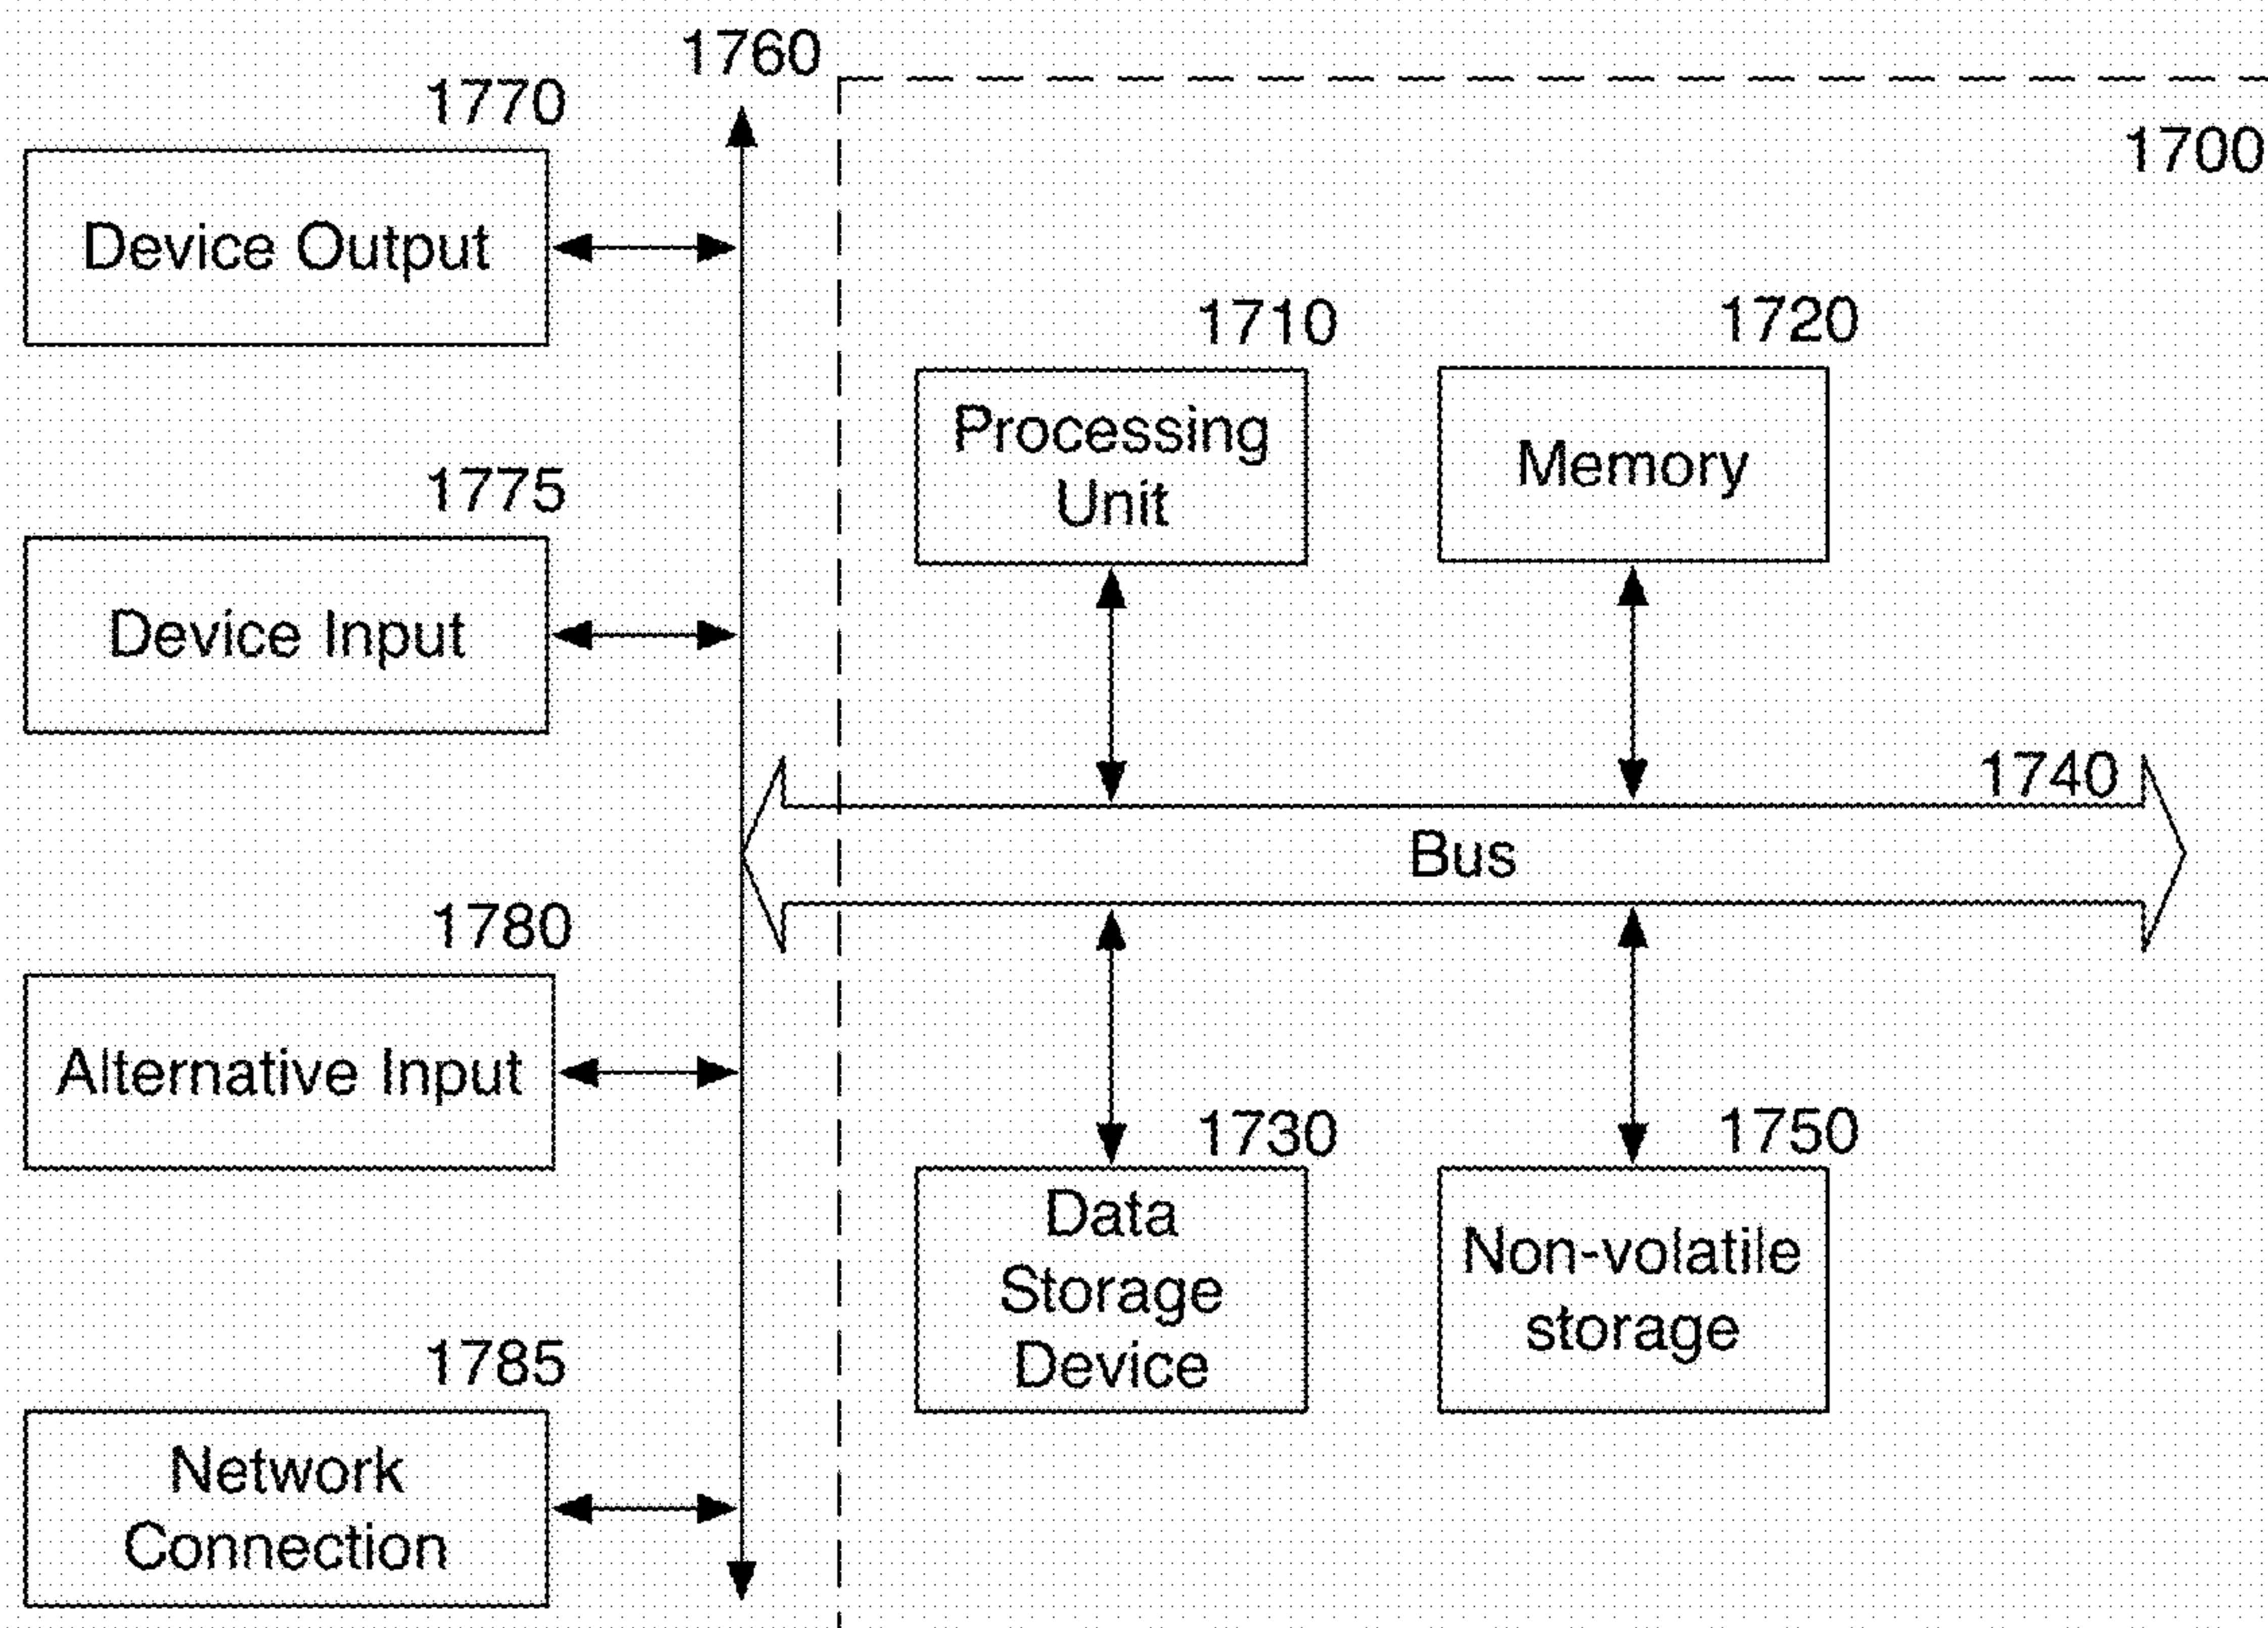 1760
1770
1700
Device Output
1710
1720
Processing
Unit
Memory
1775
Device Input
1740
Bus
1780
Alternative Input
1730
1750
Data
Storage
Device
Non-volatile
storage
1785
Network
Connection